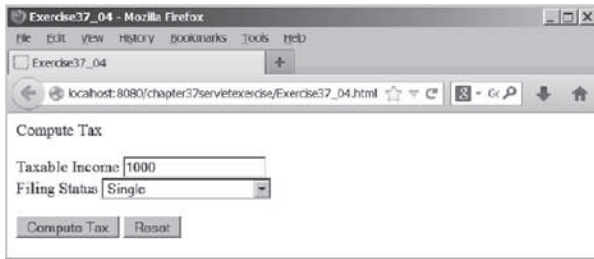 Exercise37_04 - Mozilla Firefox
File Edit View History Bookmarks Tools Help
Exercise37_04 +
localhost:8080/chapter37servletexercise/Exercise37_04.html
Compute Tax
Taxable Income 1000
Filing Status Single
Compute Tax Reset